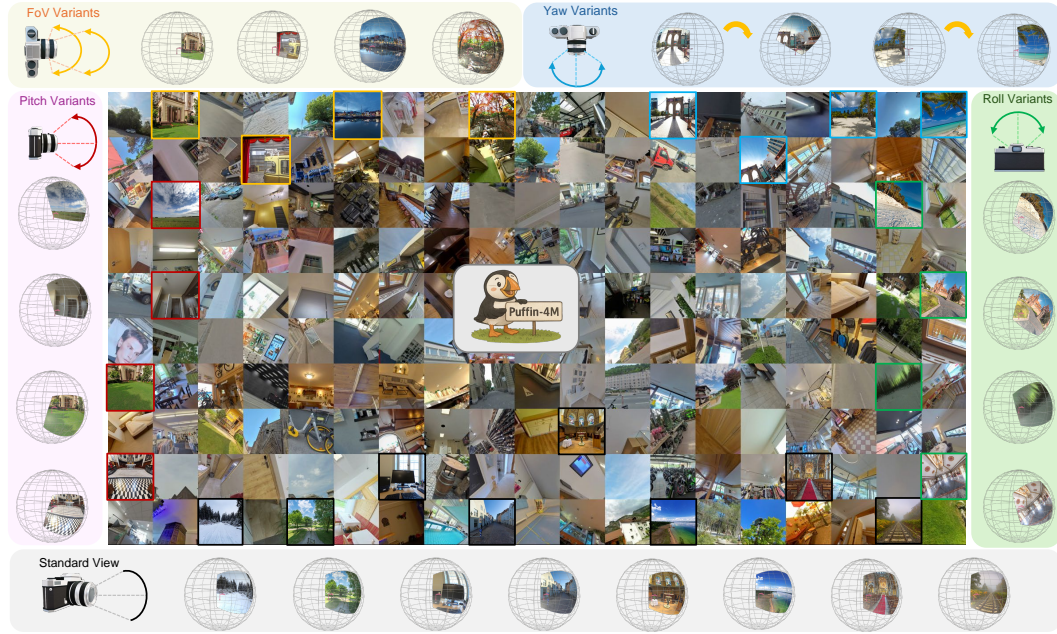 FoV Variants
Yaw Variants
Pitch Variants
Roll Variants
Puffin-4M
Standard View